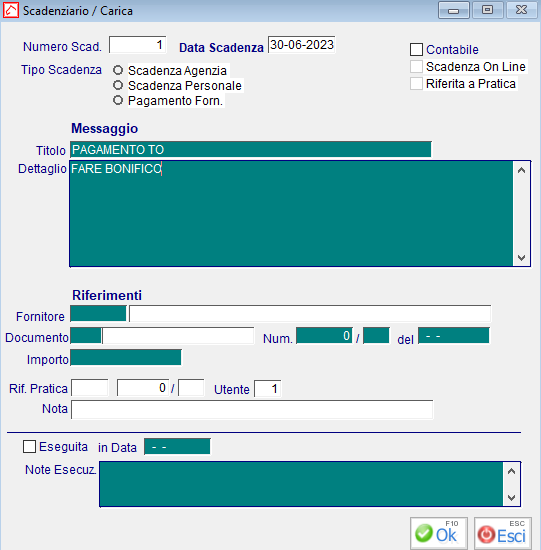 Scadenziario / Carica
Numero Scad. 1 Data Scadenza 30-06-2023 Contabile
Tipo Scadenza Scadenza Agenzia Scadenza On Line
Scadenza Personale Riferita a Pratica
Pagamento Forn.
Messaggio
Titolo PAGAMENTO TO
Dettaglio FARE BONIFICO
Riferimenti
Fornitore
Documento Num. 0 / del - -
Importo
Rif. Pratica 0 / Utente 1
Nota
Eseguita in Data - -
Note Esecuz.
F10 Ok ESC Esci